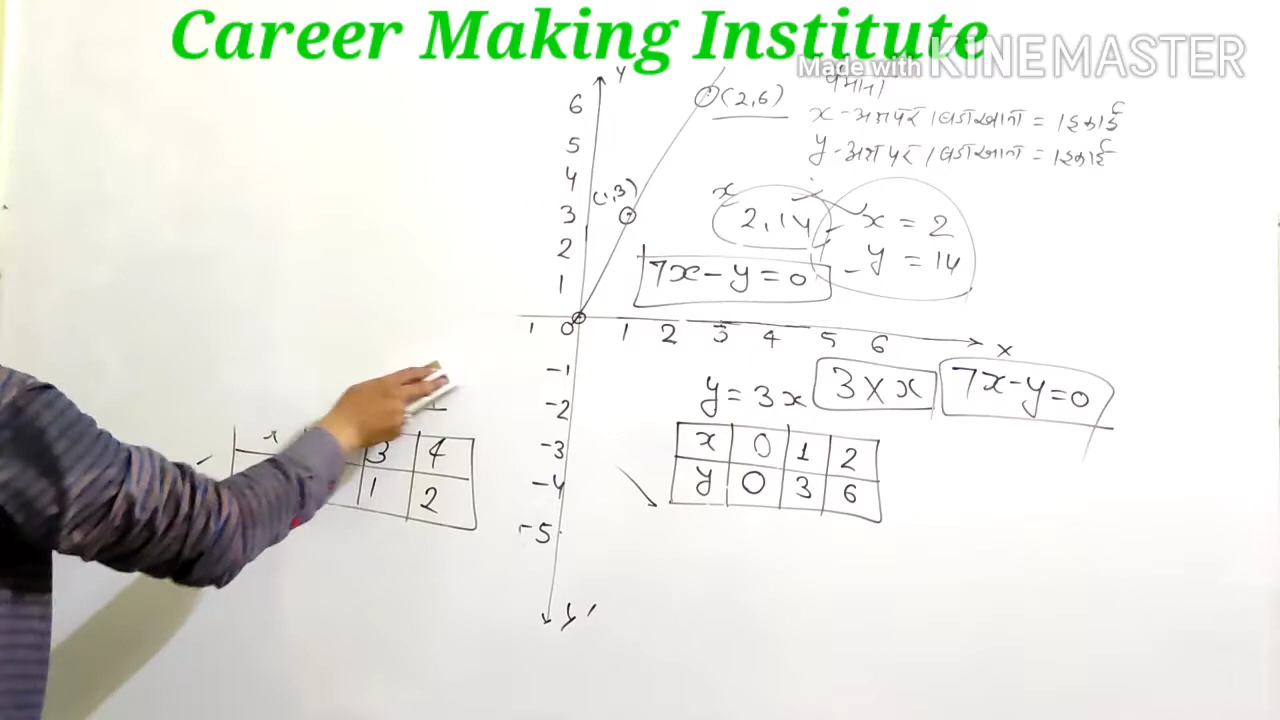 Career Making Institute
Made with KINEMASTER
Y
6
5
4
3
2
1
(2,6)
(1,3)
पैमाना
x-अक्ष पर 1 बड़ा खाना = 1 इकाई
y-अक्ष पर 1 बड़ा खाना = 1 इकाई
x
2, 14
x = 2
y = 14
7x - y = 0
1 0 1 2 3 4 5 6 x
-1
-2
-3
-4
-5
y'
y = 3x
3 X x
7x - y = 0
x 0 1 2
y 0 3 6
3 4
1 2